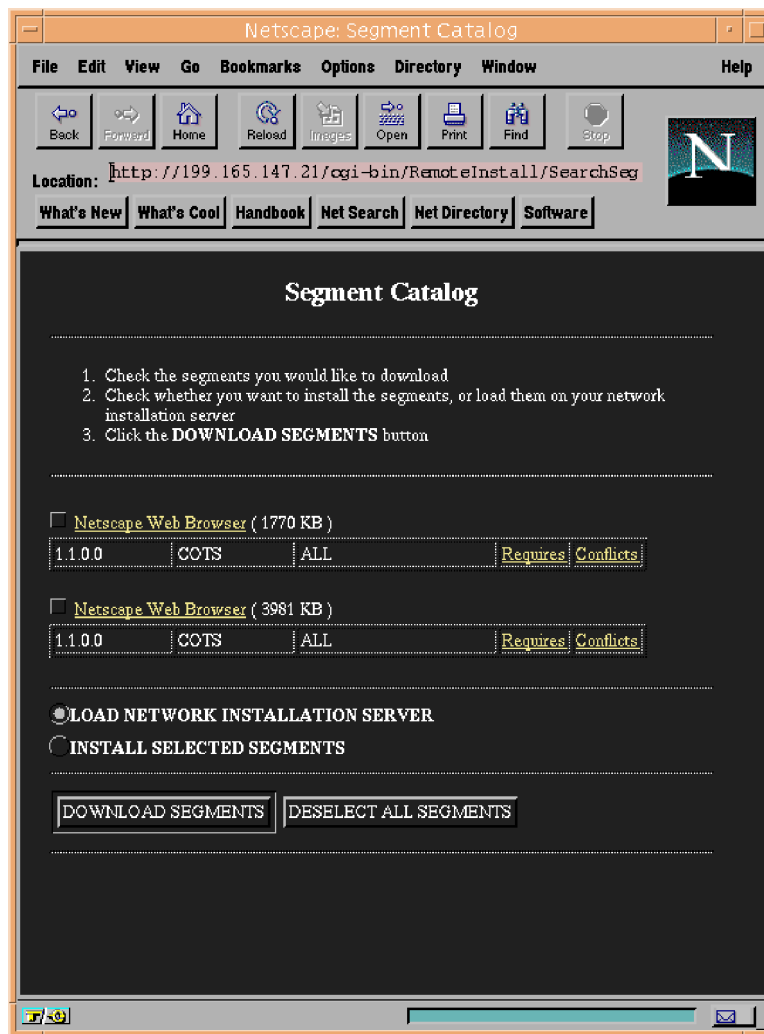 Netscape: Segment Catalog
File Edit View Go Bookmarks Options Directory Window Help
Back Forward Home Reload Images Open Print Find Stop
Location: http://199.165.147.21/cgi-bin/RemoteInstall/SearchSeg
N
What's New What's Cool Handbook Net Search Net Directory Software
Segment Catalog
1. Check the segments you would like to download
2. Check whether you want to install the segments, or load them on your network
installation server
3. Click the DOWNLOAD SEGMENTS button
Netscape Web Browser ( 1770 KB )
1.1.0.0 COTS ALL Requires Conflicts
Netscape Web Browser ( 3981 KB )
1.1.0.0 COTS ALL Requires Conflicts
LOAD NETWORK INSTALLATION SERVER
INSTALL SELECTED SEGMENTS
DOWNLOAD SEGMENTS DESELECT ALL SEGMENTS